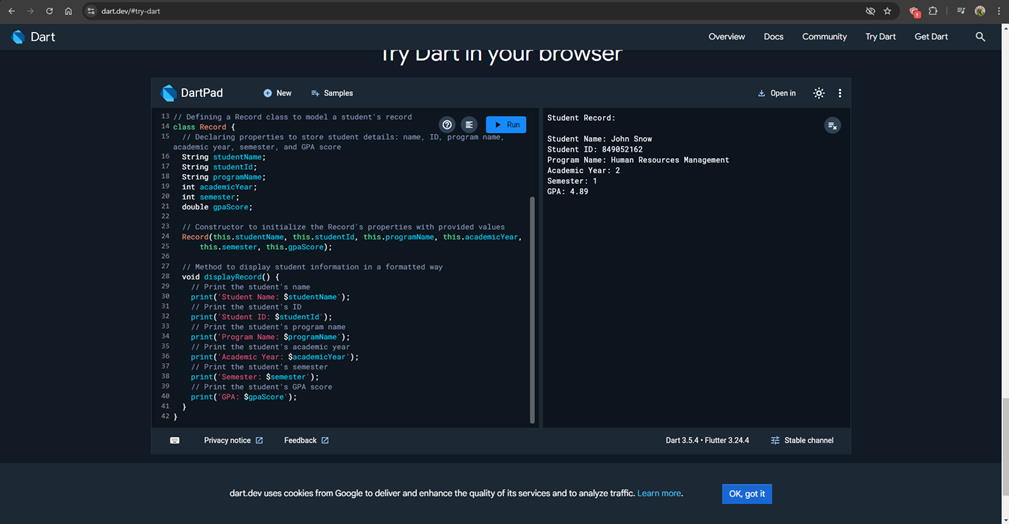 dart.dev/#try-dart
1
Dart
Overview
Docs
Community
Try Dart
Get Dart
Try Dart in your browser
DartPad
New
Samples
Open in
13 // Defining a Record class to model a student's record
14 class Record {
15 // Declaring properties to store student details: name, ID, program name,
academic year, semester, and GPA score
16 String studentName;
17 String studentId;
18 String programName;
19 int academicYear;
20 int semester;
21 double gpaScore;
22
23 // Constructor to initialize the Record's properties with provided values
24 Record(this.studentName, this.studentId, this.programName, this.academicYear,
25 this.semester, this.gpaScore);
26
27 // Method to display student information in a formatted way
28 void displayRecord() {
29 // Print the student's name
30 print('Student Name: $studentName');
31 // Print the student's ID
32 print('Student ID: $studentId');
33 // Print the student's program name
34 print('Program Name: $programName');
35 // Print the student's academic year
36 print('Academic Year: $academicYear');
37 // Print the student's semester
38 print('Semester: $semester');
39 // Print the student's GPA score
40 print('GPA: $gpaScore');
41 }
42 }
Run
Student Record:
Student Name: John Snow
Student ID: 849052162
Program Name: Human Resources Management
Academic Year: 2
Semester: 1
GPA: 4.89
Privacy notice
Feedback
Dart 3.5.4 • Flutter 3.24.4
Stable channel
dart.dev uses cookies from Google to deliver and enhance the quality of its services and to analyze traffic. Learn more.
OK, got it